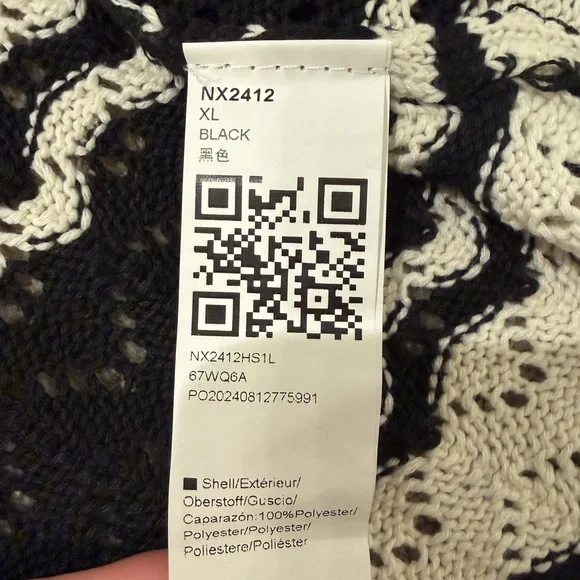 NX2412
XL
BLACK
黑色
NX2412HS1L
67WQ6A
PO20240812775991
Shell/Extérieur/
Oberstoff/Guscio/
Caparazón:100%Polyester/
Polyester/Polyester/
Poliestere/Poliéster